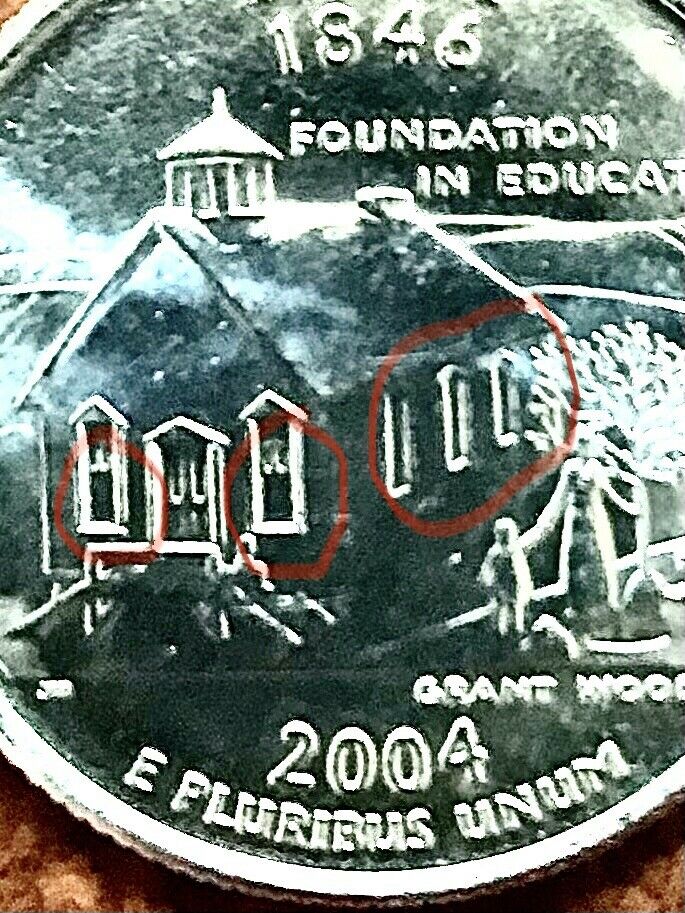 1846
FOUNDATION
IN EDUCAT
GRANT WOO
2004
E PLURIBUS UNUM